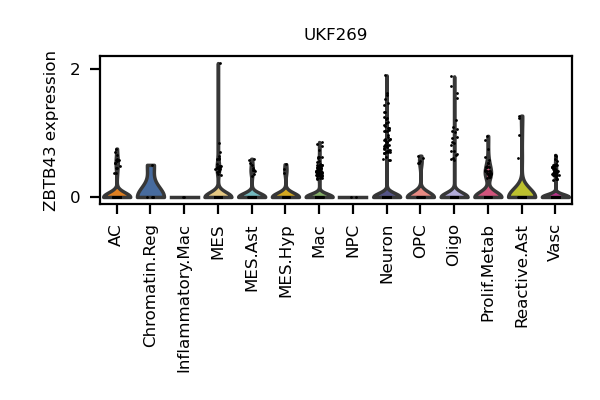 UKF269
ZBTB43 expression
2
0
AC
Chromatin.Reg
Inflammatory.Mac
MES
MES.Ast
MES.Hyp
Mac
NPC
Neuron
OPC
Oligo
Prolif.Metab
Reactive.Ast
Vasc